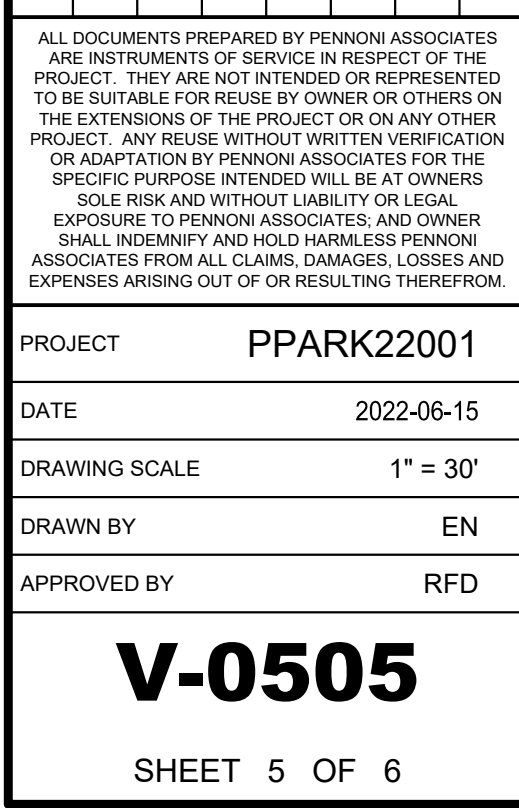 ALL DOCUMENTS PREPARED BY PENNONI ASSOCIATES
ARE INSTRUMENTS OF SERVICE IN RESPECT OF THE
PROJECT. THEY ARE NOT INTENDED OR REPRESENTED
TO BE SUITABLE FOR REUSE BY OWNER OR OTHERS ON
THE EXTENSIONS OF THE PROJECT OR ON ANY OTHER
PROJECT. ANY REUSE WITHOUT WRITTEN VERIFICATION
OR ADAPTATION BY PENNONI ASSOCIATES FOR THE
SPECIFIC PURPOSE INTENDED WILL BE AT OWNERS
SOLE RISK AND WITHOUT LIABILITY OR LEGAL
EXPOSURE TO PENNONI ASSOCIATES; AND OWNER
SHALL INDEMNIFY AND HOLD HARMLESS PENNONI
ASSOCIATES FROM ALL CLAIMS, DAMAGES, LOSSES AND
EXPENSES ARISING OUT OF OR RESULTING THEREFROM.
PROJECT PPARK22001
DATE 2022-06-15
DRAWING SCALE 1" = 30'
DRAWN BY EN
APPROVED BY RFD
V-0505
SHEET 5 OF 6